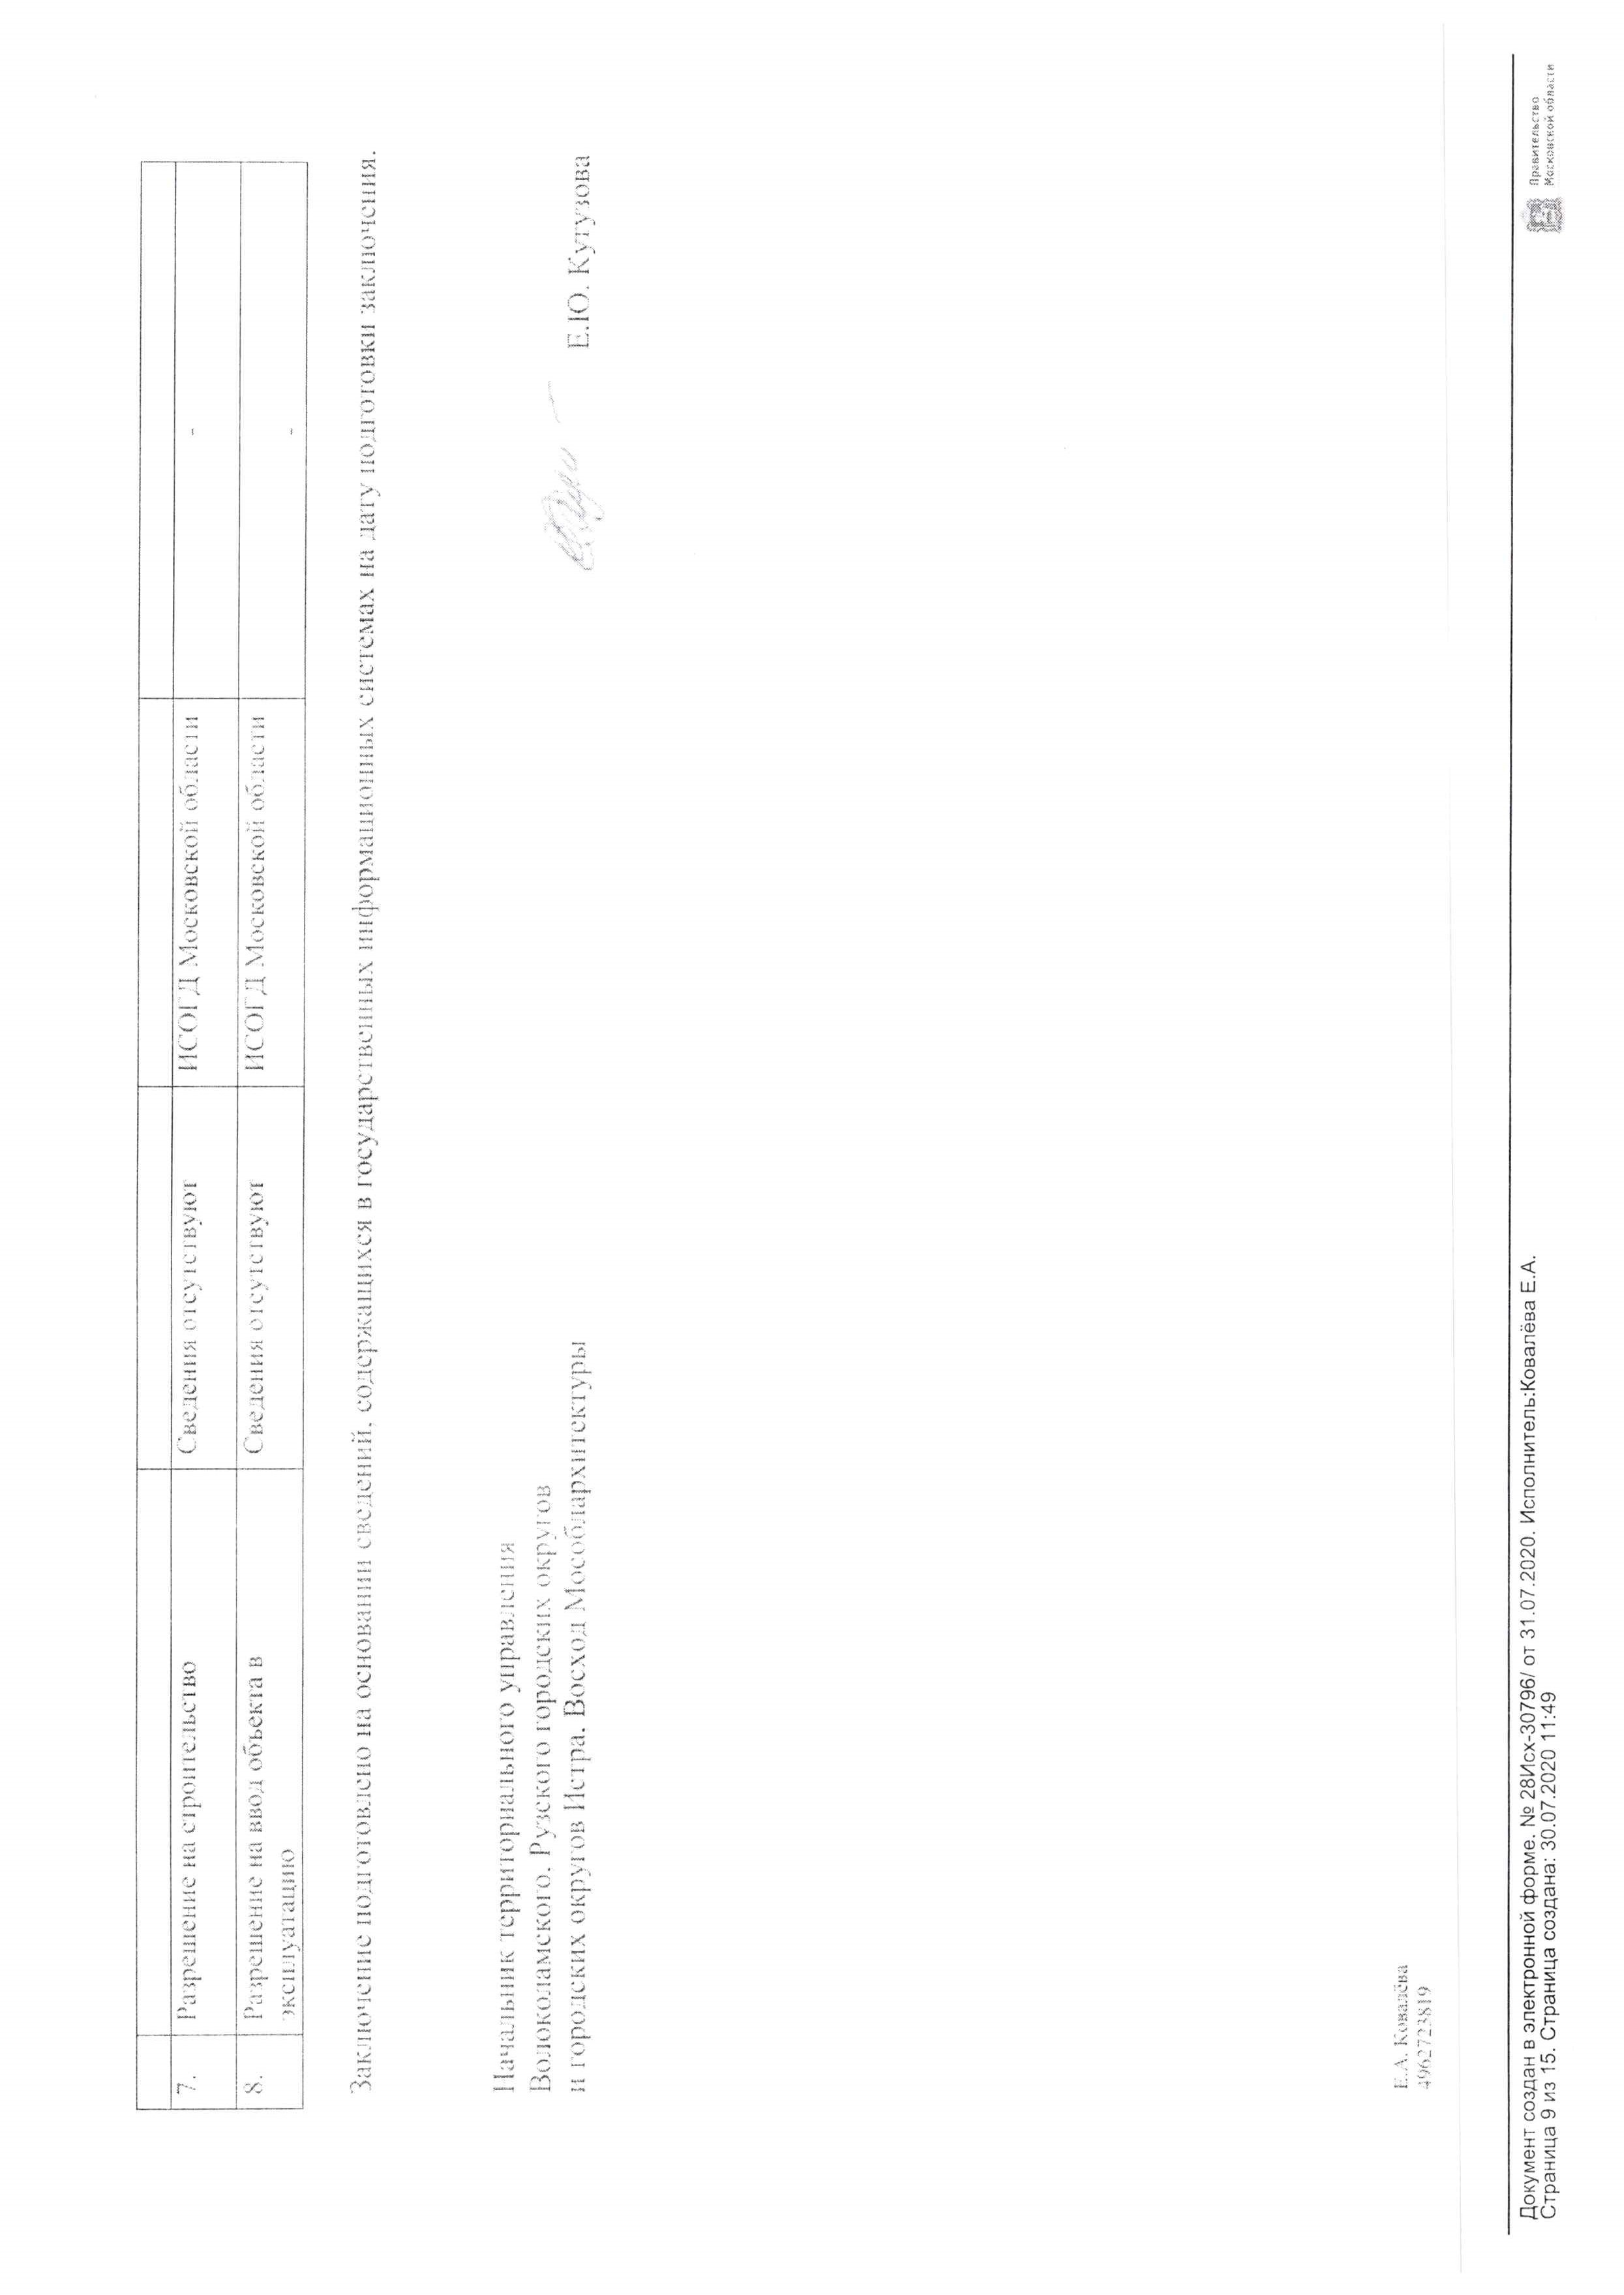 7. Разрешение на строительство Сведения отсутствуют ИСОГД Московской области -
8. Разрешение на ввод объекта в Сведения отсутствуют ИСОГД Московской области
эксплуатацию -
Заключение подготовлено на основании сведений, содержащихся в государственных информационных системах на дату подготовки заключения.
Начальник территориального управления
Волоколамского, Рузского городских округов
и городских округов Истра, Восход Мособлархитектуры Е.Ю. Кутузова
Е.А. Ковалёва
4962723819
Документ создан в электронной форме. № 28Исх-30796/ от 31.07.2020. Исполнитель:Ковалёва Е.А.
Страница 9 из 15. Страница создана: 30.07.2020 11:49
Правительство
Московской области